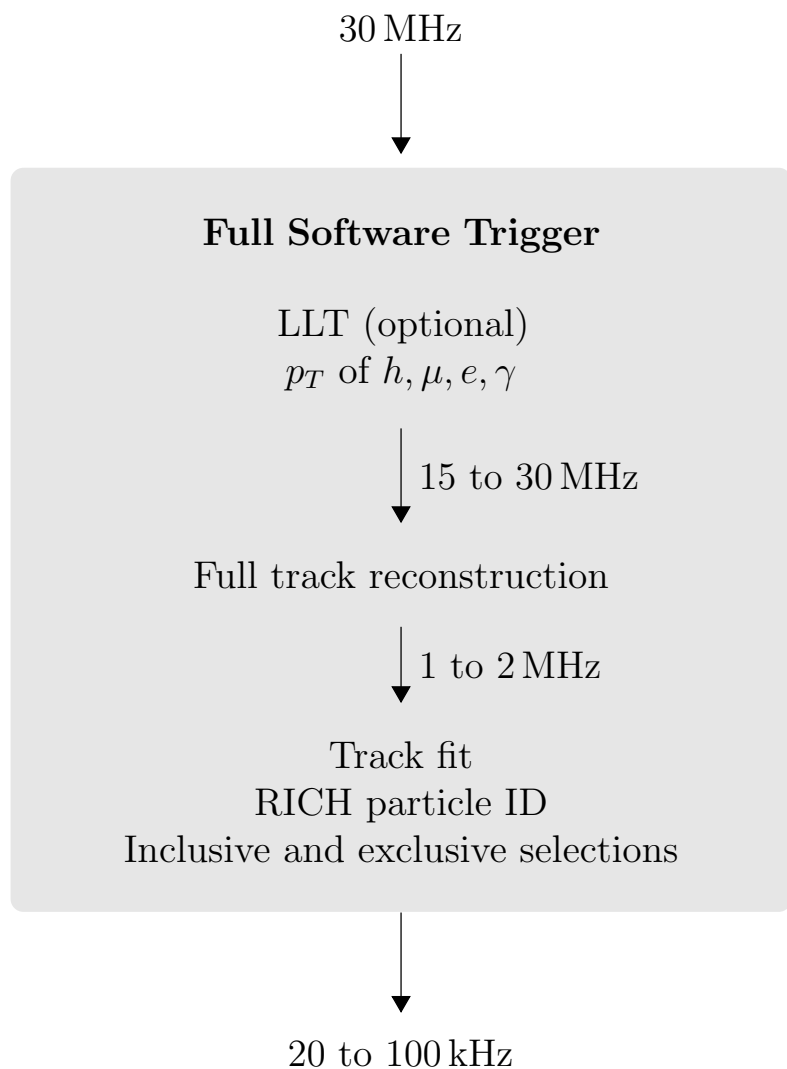 30 MHz
Full Software Trigger
LLT (optional)
p_T of h, μ, e, γ
15 to 30 MHz
Full track reconstruction
1 to 2 MHz
Track fit
RICH particle ID
Inclusive and exclusive selections
20 to 100 kHz